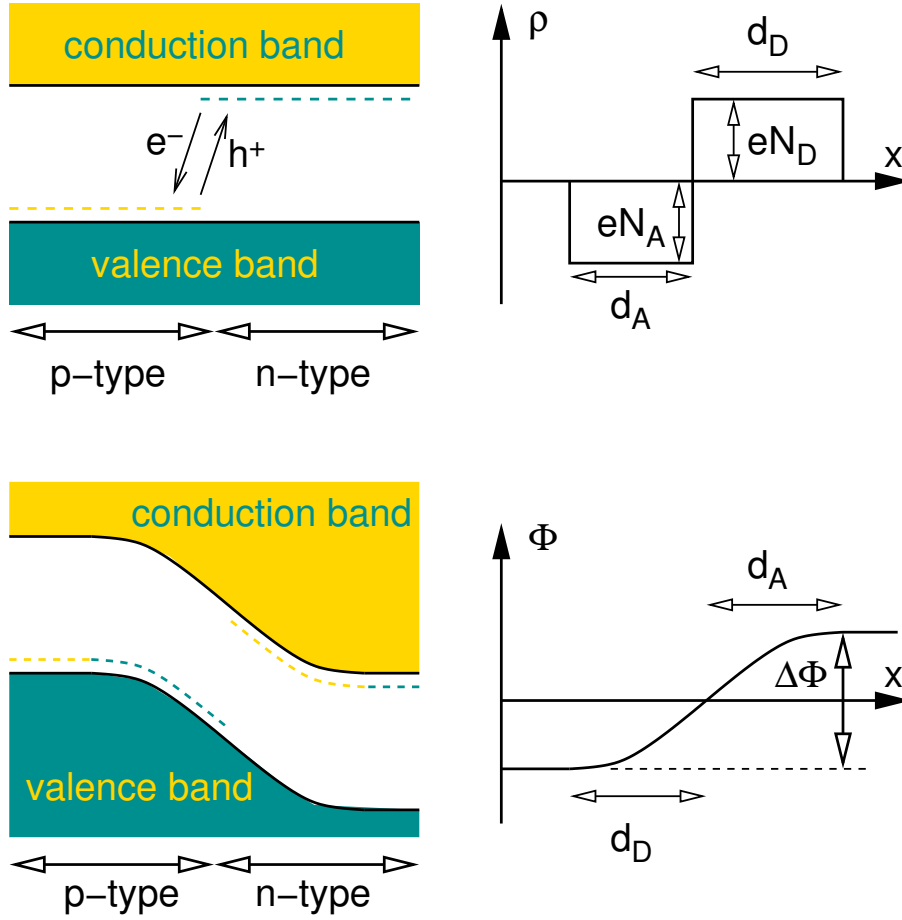 conduction band
e⁻
h⁺
valence band
p−type
n−type
ρ
d_D
eN_D
x
eN_A
d_A
conduction band
valence band
p−type
n−type
Φ
d_A
ΔΦ
x
d_D